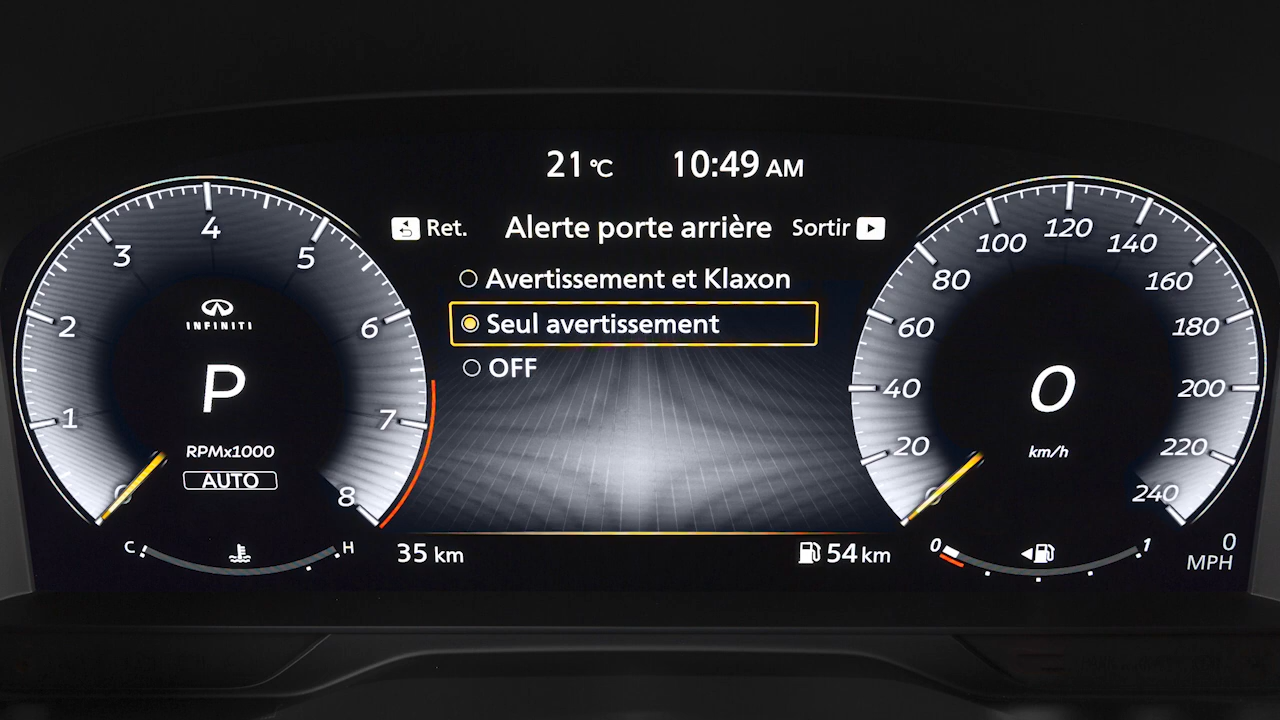 21 °C 10:49 AM
Ret. Alerte porte arrière Sortir
Avertissement et Klaxon
Seul avertissement
OFF
0 1 2 3 4 5 6 7 8
INFINITI
P
RPMx1000
AUTO
C H
35 km
54 km
0 20 40 60 80 100 120 140 160 180 200 220 240
0
km/h
0 1
0
MPH